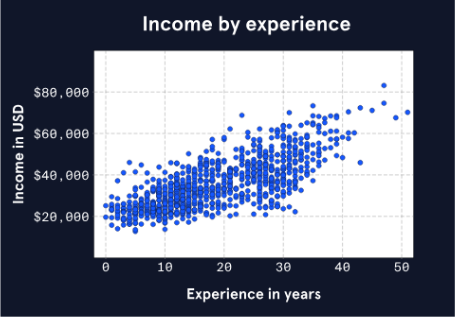 Income by experience
Income in USD
$80,000
$60,000
$40,000
$20,000
0 10 20 30 40 50
Experience in years